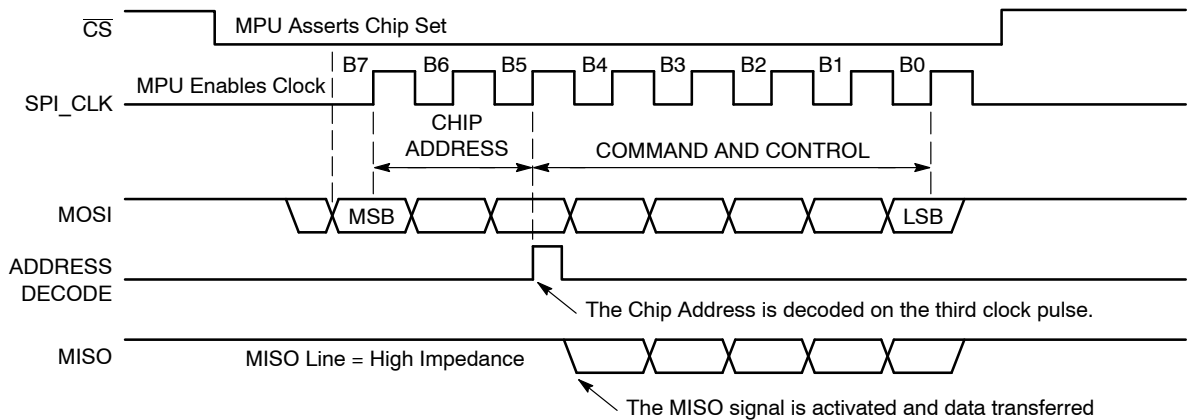 CS
MPU Asserts Chip Set
B7 B6 B5 B4 B3 B2 B1 B0
MPU Enables Clock
SPI_CLK
CHIP
ADDRESS
COMMAND AND CONTROL
MOSI
MSB
LSB
ADDRESS
DECODE
The Chip Address is decoded on the third clock pulse.
MISO
MISO Line = High Impedance
The MISO signal is activated and data transferred